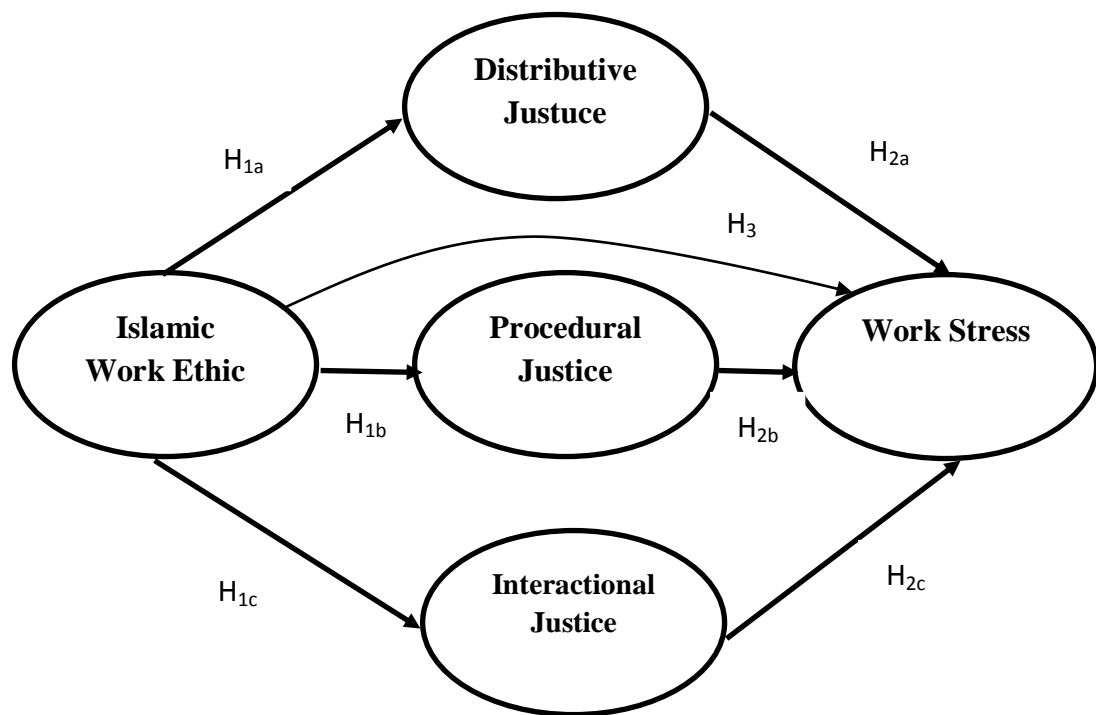 Distributive
Justuce
H1a
H2a
H3
Islamic
Work Ethic
Procedural
Justice
Work Stress
H1b
H2b
Interactional
Justice
H1c
H2c